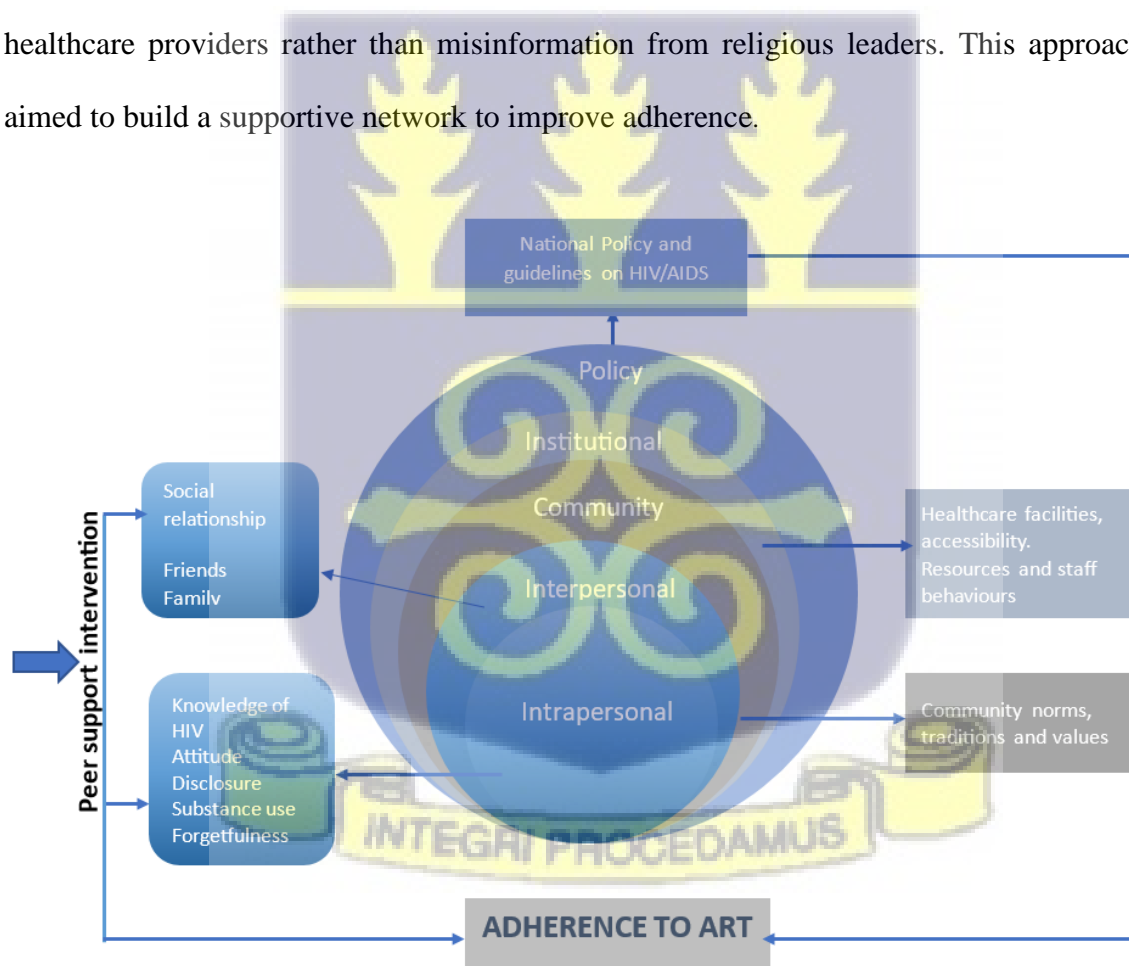 healthcare providers rather than misinformation from religious leaders. This approac
aimed to build a supportive network to improve adherence.
National Policy and
guidelines on HIV/AIDS
Policy
Institutional
Community
Interpersonal
Intrapersonal
Social
relationship
Friends
Family
Knowledge of
HIV
Attitude
Disclosure
Substance use
Forgetfulness
Peer support intervention
Healthcare facilities,
accessibility.
Resources and staff
behaviours
Community norms,
traditions and values
INTEGRI PROCEDAMUS
ADHERENCE TO ART